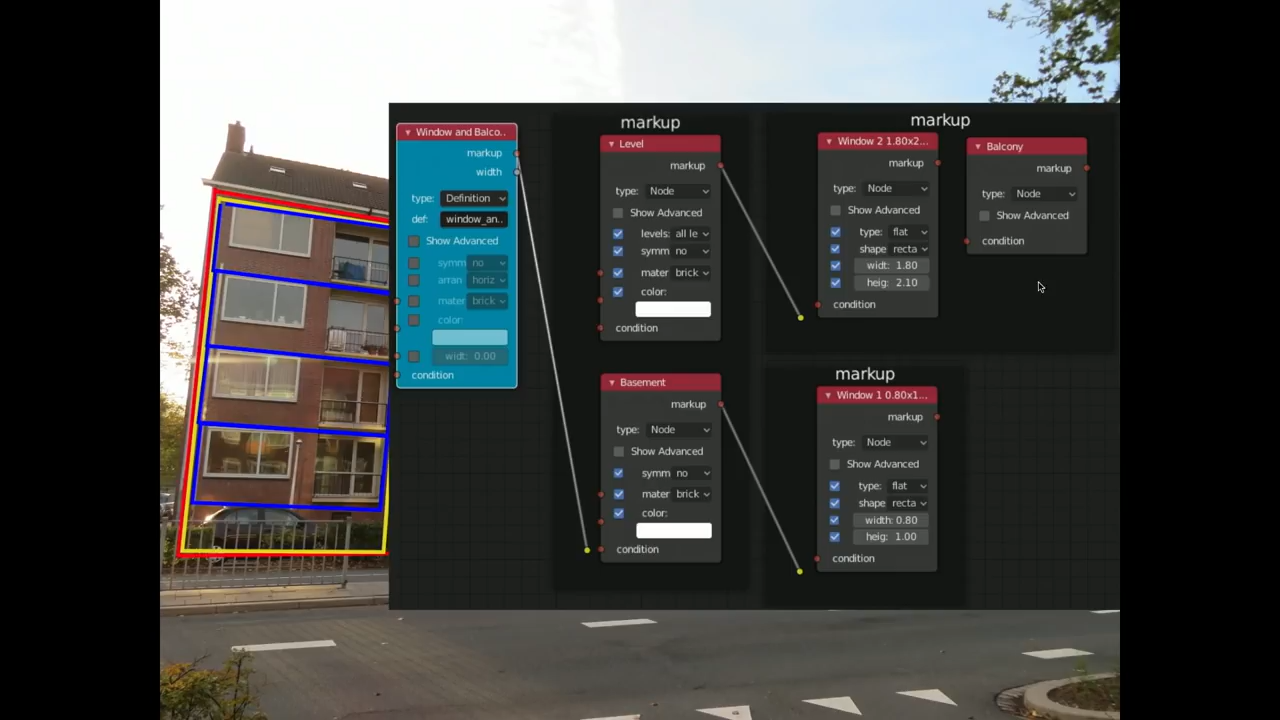 Window and Balco..
markup
width
type: Definition
def: window_an..
Show Advanced
symm no
arran horiz
mater brick
color:
widt: 0.00
condition
markup
Level
markup
type: Node
Show Advanced
levels: all le
symm no
mater brick
color:
condition
Basement
markup
type: Node
Show Advanced
symm no
mater brick
color:
condition
markup
Window 2 1.80x2...
markup
type: Node
Show Advanced
type: flat
shape recta
widt: 1.80
heig: 2.10
condition
Balcony
markup
type: Node
Show Advanced
condition
markup
Window 1 0.80x1...
markup
type: Node
Show Advanced
type: flat
shape recta
width: 0.80
heig: 1.00
condition